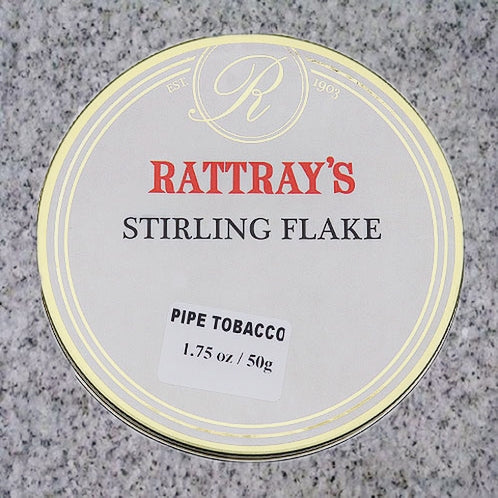 R
EST. 1903
RATTRAY'S
STIRLING FLAKE
PIPE TOBACCO
1.75 oz / 50g